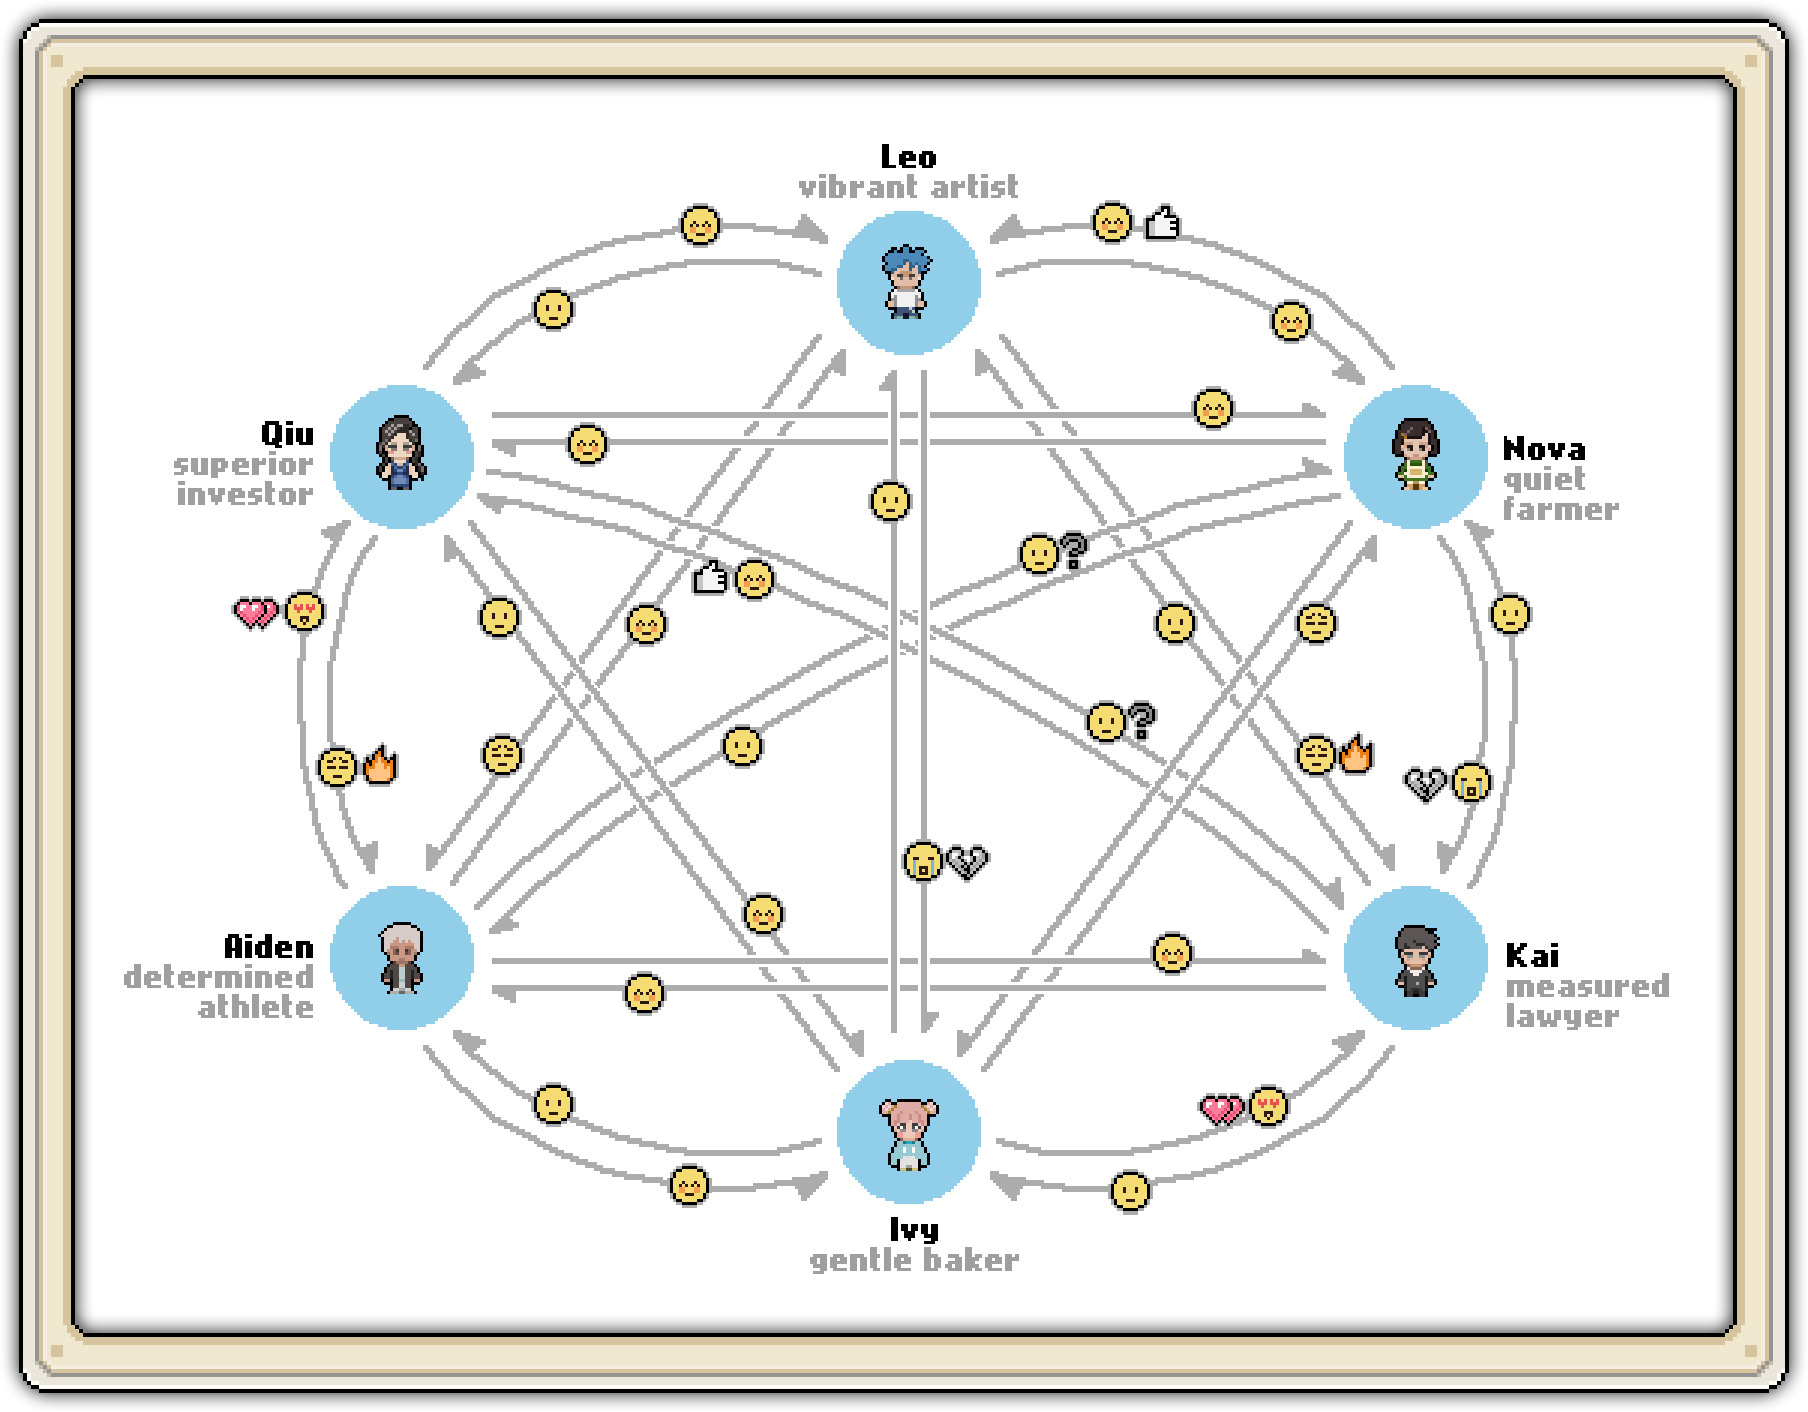 Leo
vibrant artist
Qiu
superior
investor
Nova
quiet
farmer
Aiden
determined
athlete
Kai
measured
lawyer
Ivy
gentle baker